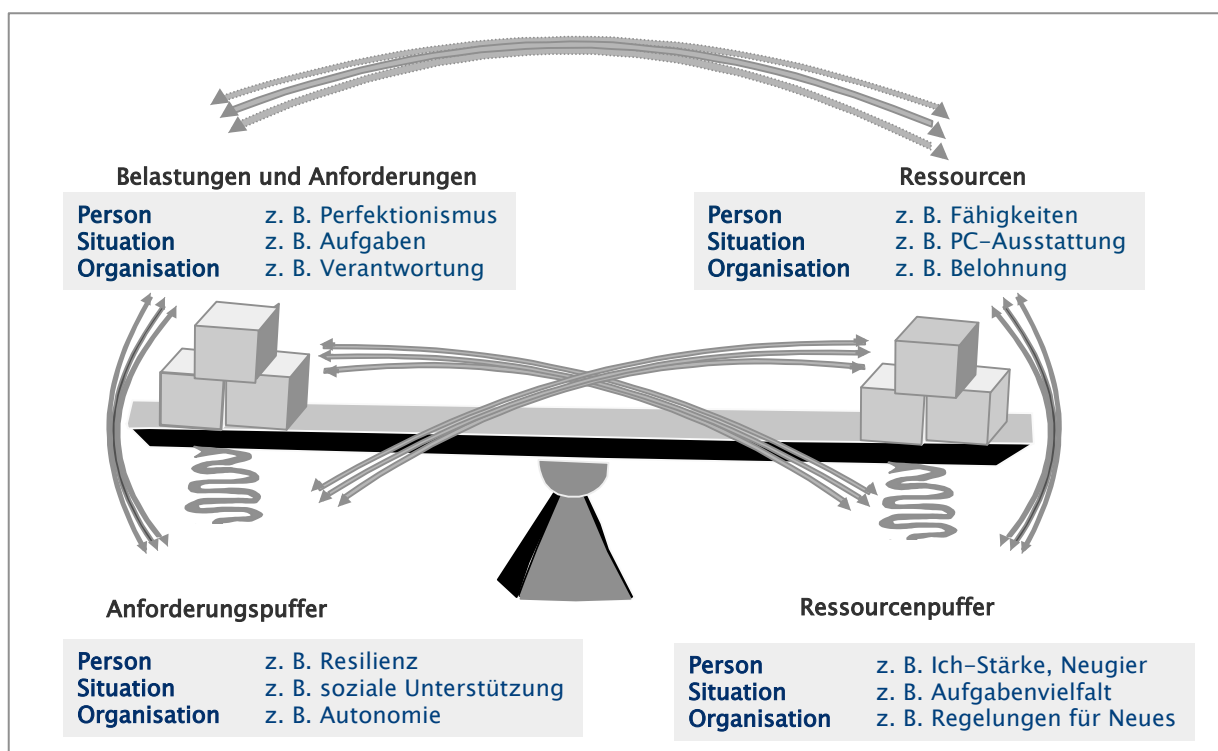 Belastungen und Anforderungen
Person z. B. Perfektionismus
Situation z. B. Aufgaben
Organisation z. B. Verantwortung
Ressourcen
Person z. B. Fähigkeiten
Situation z. B. PC-Ausstattung
Organisation z. B. Belohnung
Anforderungspuffer
Person z. B. Resilienz
Situation z. B. soziale Unterstützung
Organisation z. B. Autonomie
Ressourcenpuffer
Person z. B. Ich-Stärke, Neugier
Situation z. B. Aufgabenvielfalt
Organisation z. B. Regelungen für Neues